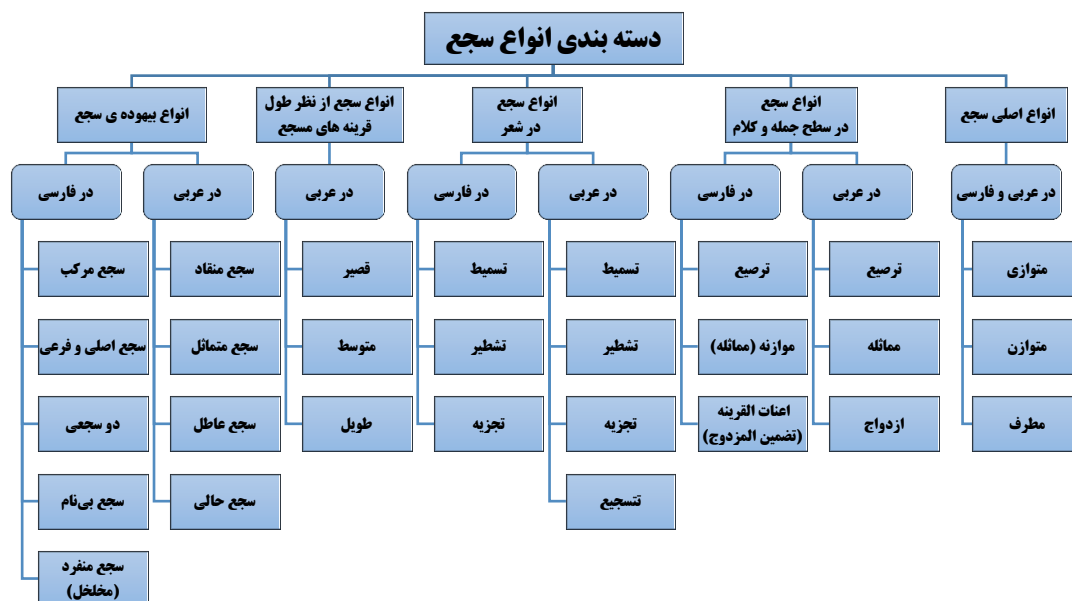 دسته بندی انواع سجع
انواع اصلی سجع
انواع سجع
در سطح جمله و کلام
انواع سجع
در شعر
انواع سجع از نظر طول
قرینه های مسجع
انواع بیهوده ی سجع
در عربی و فارسی
در عربی
در فارسی
در عربی
در فارسی
در عربی
در عربی
در فارسی
متوازی
ترصیع
ترصیع
تسمیط
تسمیط
قصیر
سجع منقاد
سجع مرکب
متوازن
مماثله
موازنه (مماثله)
تشطیر
تشطیر
متوسط
سجع متماثل
سجع اصلی و فرعی
مطرف
ازدواج
اعنات القرینه
(تضمین المزدوج)
تجزیه
تجزیه
طویل
سجع عاطل
دو سجعی
تتسجیع
سجع حالی
سجع بی‌نام
سجع منفرد
(مخلخل)